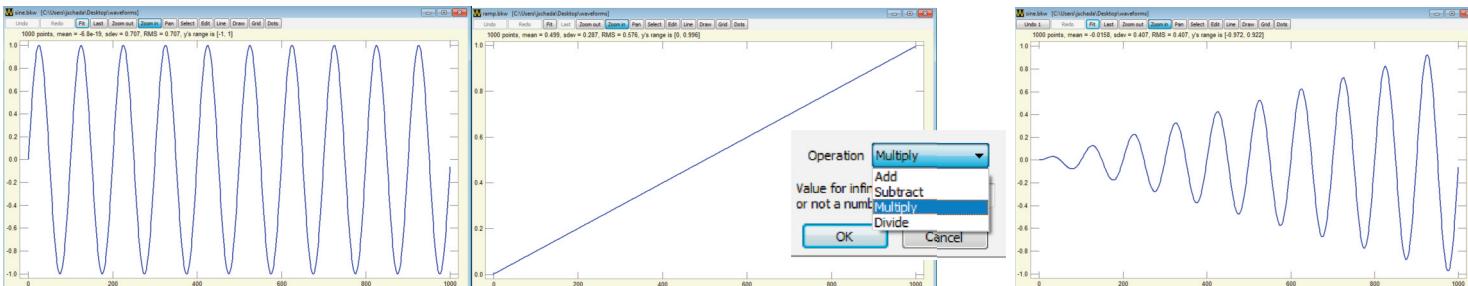 sine.bkw [C:\Users\jschada\Desktop\waveforms]
Undo Redo Fit Last Zoom out Zoom in Pan Select Edit Line Draw Grid Dots
1000 points, mean = -6.8e-19, sdev = 0.707, RMS = 0.707, y's range is [-1, 1]
1.0
0.8
0.6
0.4
0.2
0.0
-0.2
-0.4
-0.6
-0.8
-1.0
0 200 400 600 800 1000
ramp.bkw [C:\Users\jschada\Desktop\waveforms]
Undo Redo Fit Last Zoom out Zoom in Pan Select Edit Line Draw Grid Dots
1000 points, mean = 0.499, sdev = 0.287, RMS = 0.576, y's range is [0, 0.996]
1.0
0.8
0.6
0.4
0.2
0.0
0 200 400 600 800 1000
Operation Multiply
Add
Value for infin Subtract
or not a numb Multiply
Divide
OK Cancel
sine.bkw [C:\Users\jschada\Desktop\waveforms]
Undo 1 Redo Fit Last Zoom out Zoom in Pan Select Edit Line Draw Grid Dots
1000 points, mean = -0.0158, sdev = 0.407, RMS = 0.407, y's range is [-0.972, 0.922]
1.0
0.8
0.6
0.4
0.2
0.0
-0.2
-0.4
-0.6
-0.8
-1.0
0 200 400 600 800 1000